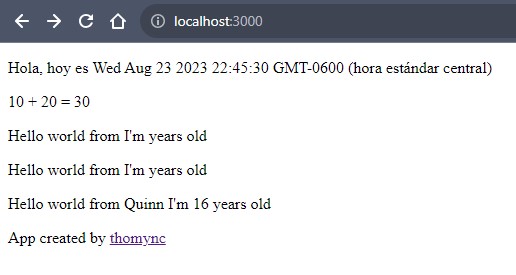 localhost:3000
Hola, hoy es Wed Aug 23 2023 22:45:30 GMT-0600 (hora estándar central)
10 + 20 = 30
Hello world from I'm years old
Hello world from I'm years old
Hello world from Quinn I'm 16 years old
App created by thomync